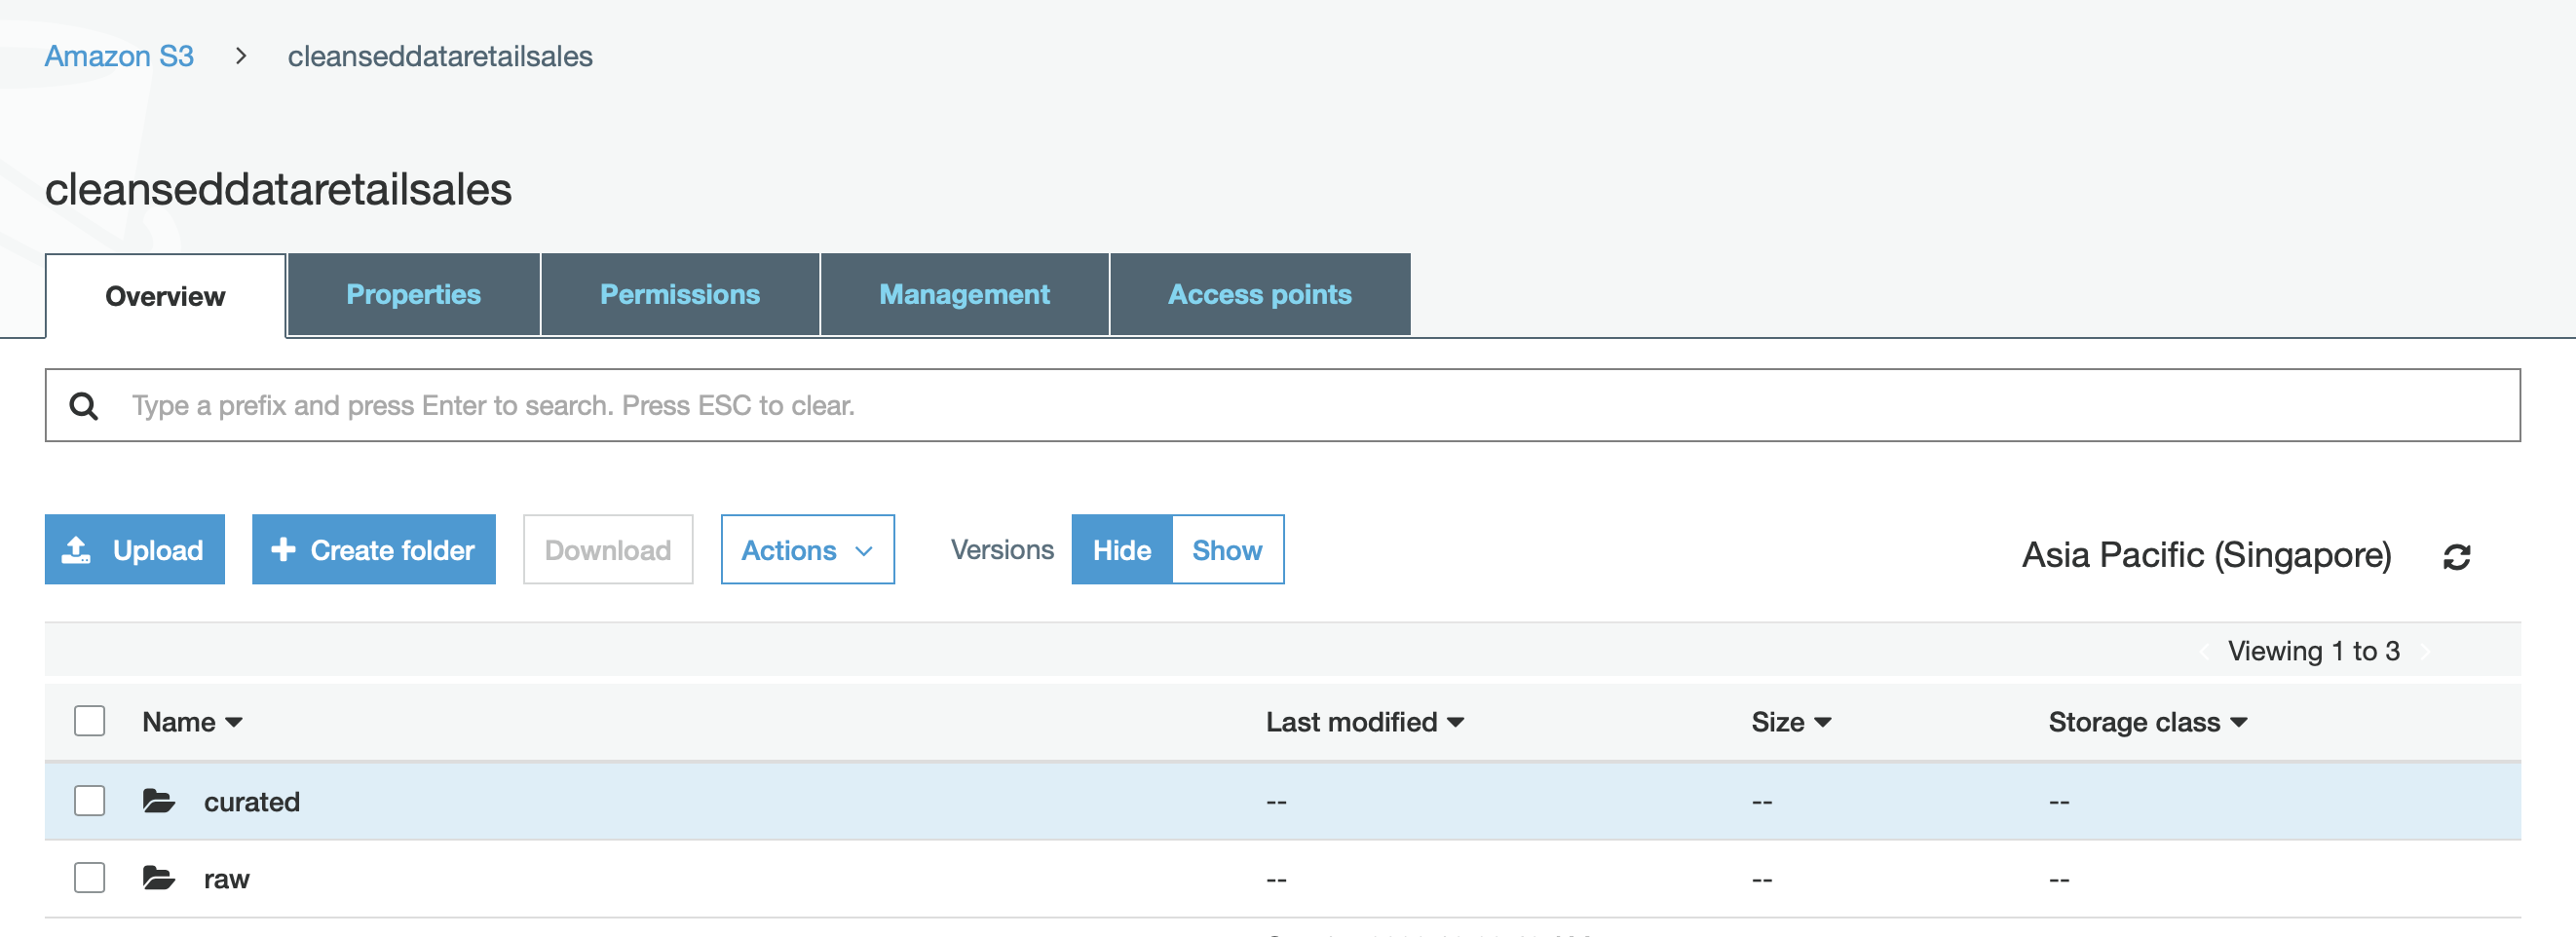 Amazon S3 > cleanseddataretailsales
cleanseddataretailsales
Overview Properties Permissions Management Access points
Type a prefix and press Enter to search. Press ESC to clear.
Upload Create folder Download Actions Versions Hide Show Asia Pacific (Singapore)
Viewing 1 to 3
Name Last modified Size Storage class
curated -- -- --
raw -- -- --